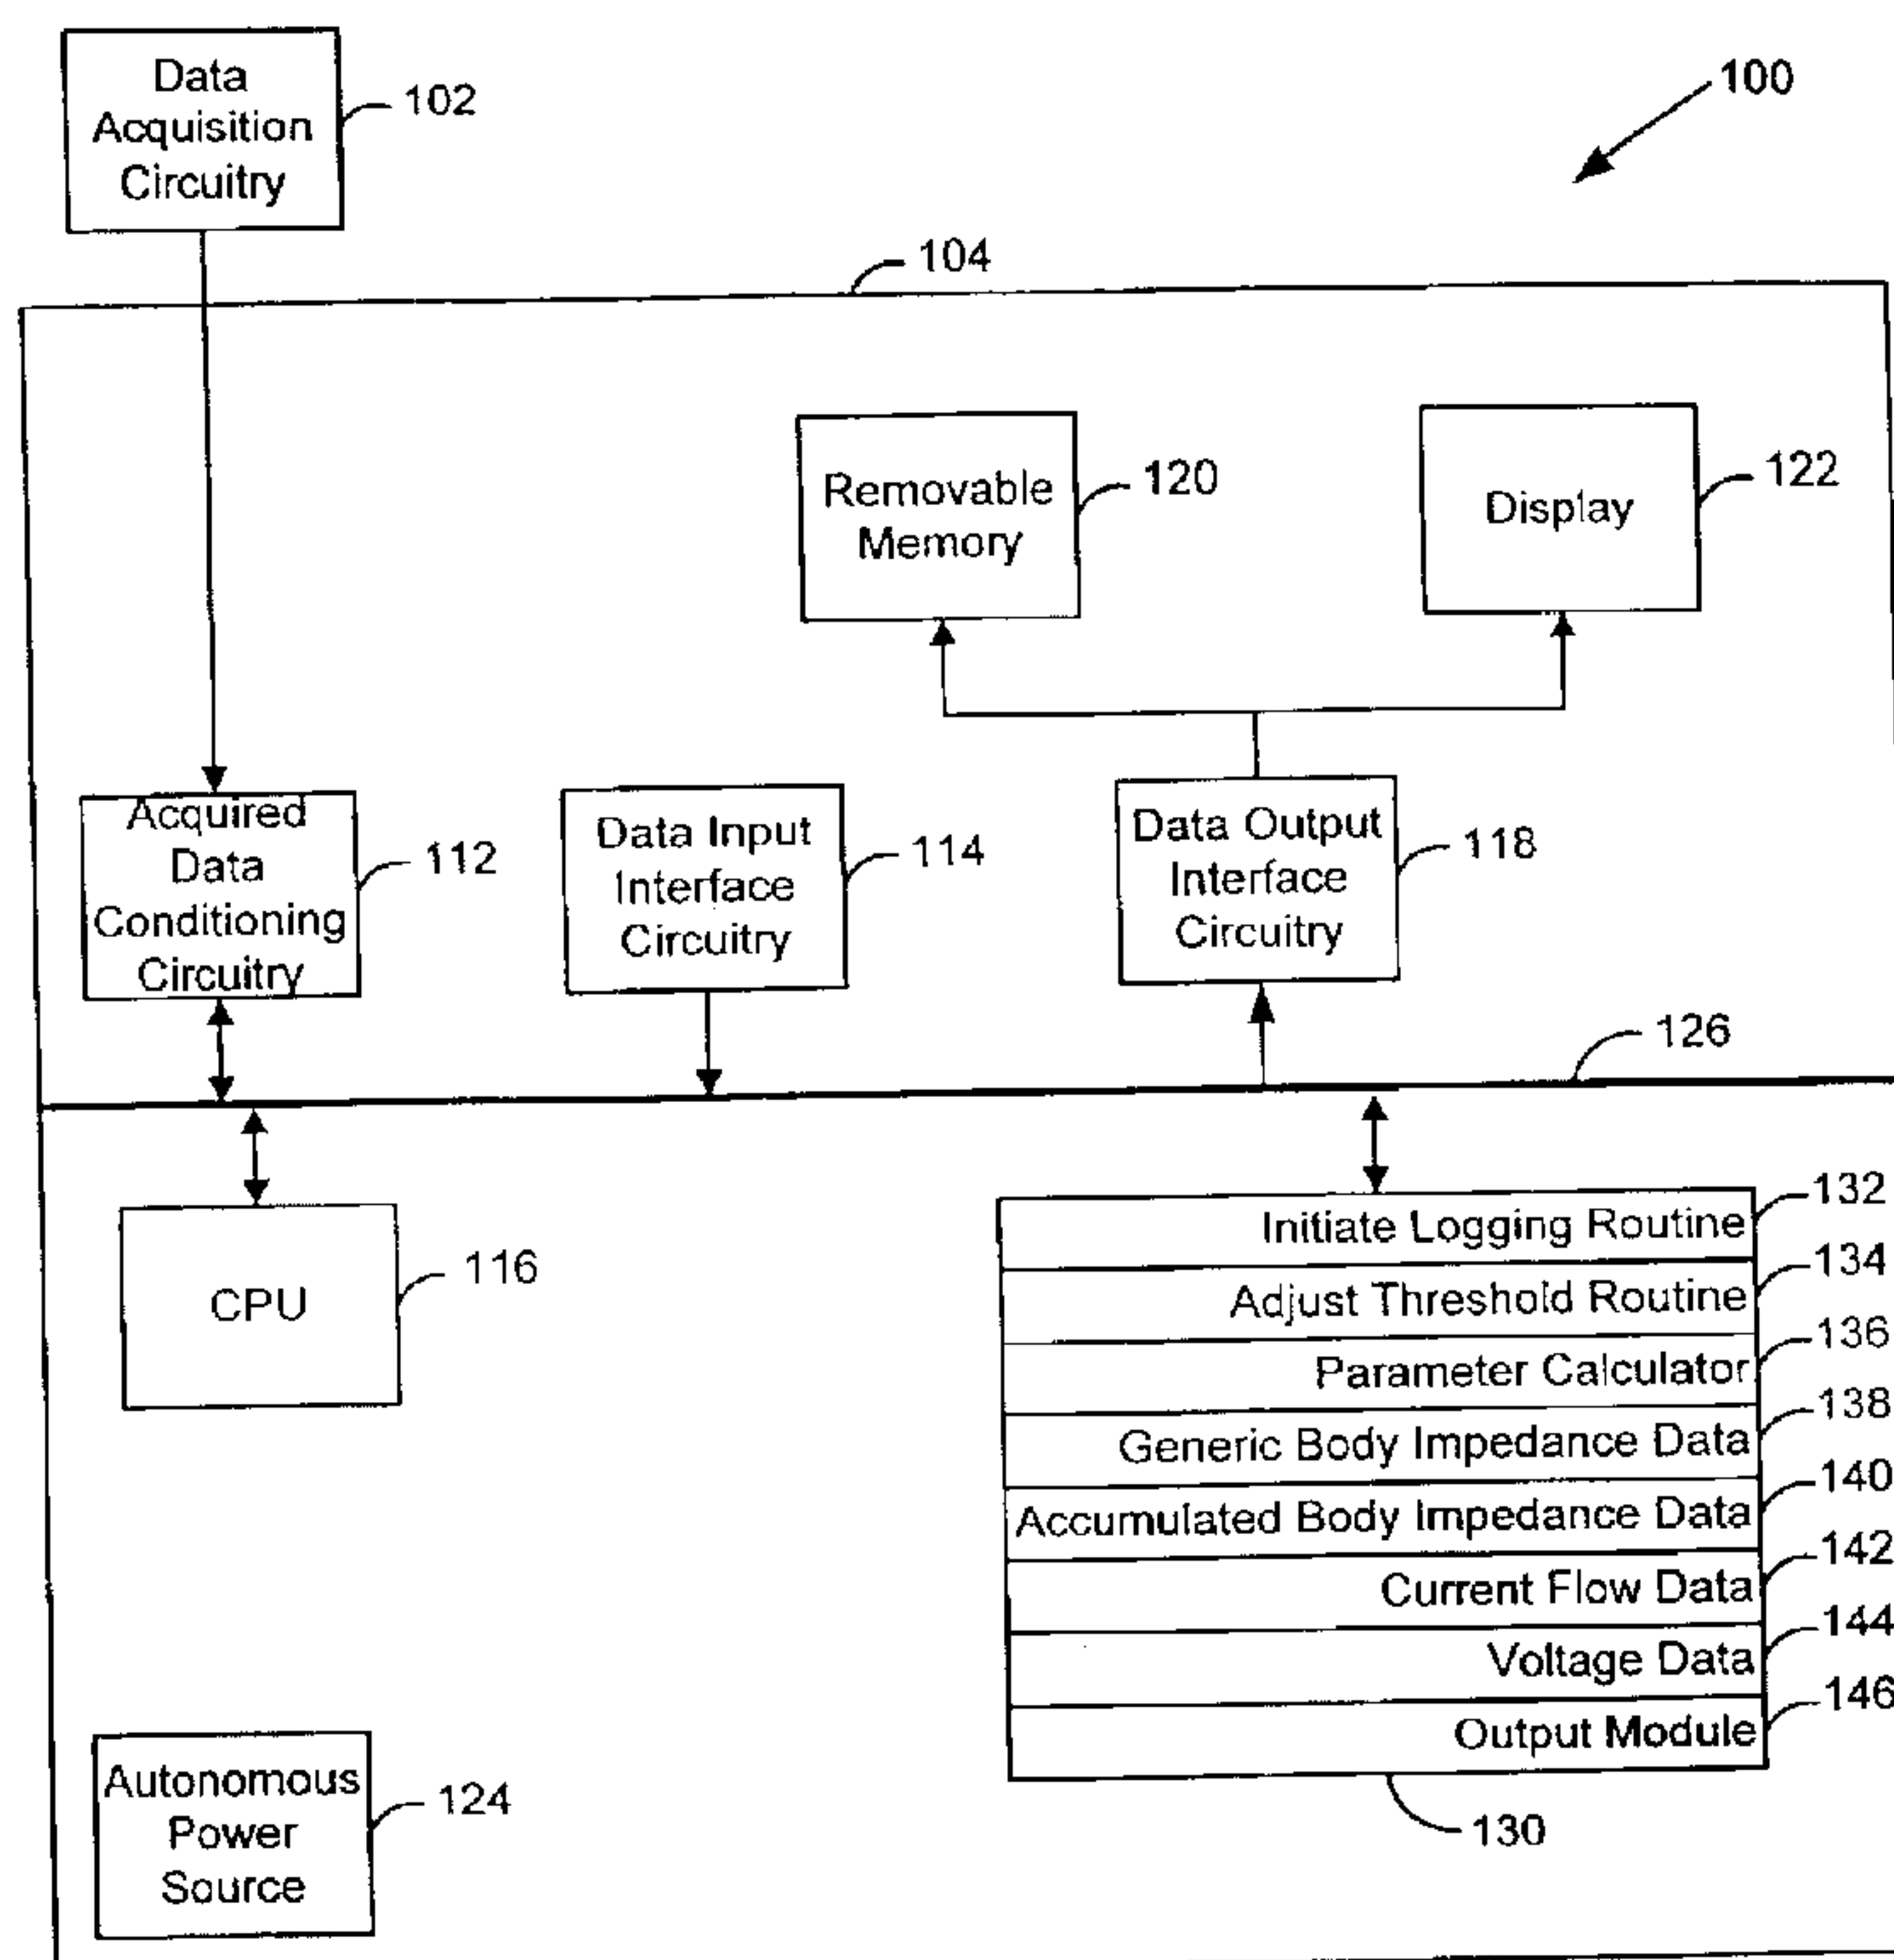 Data
Acquisition
Circuitry
102
100
104
Removable
Memory
120
Display
122
Acquired
Data
Conditioning
Circuitry
112
Data Input
Interface
Circuitry
114
Data Output
Interface
Circuitry
118
126
CPU
116
Initiate Logging Routine
132
Adjust Threshold Routine
134
Parameter Calculator
136
Generic Body Impedance Data
138
Accumulated Body Impedance Data
140
Current Flow Data
142
Voltage Data
144
Output Module
146
130
Autonomous
Power
Source
124